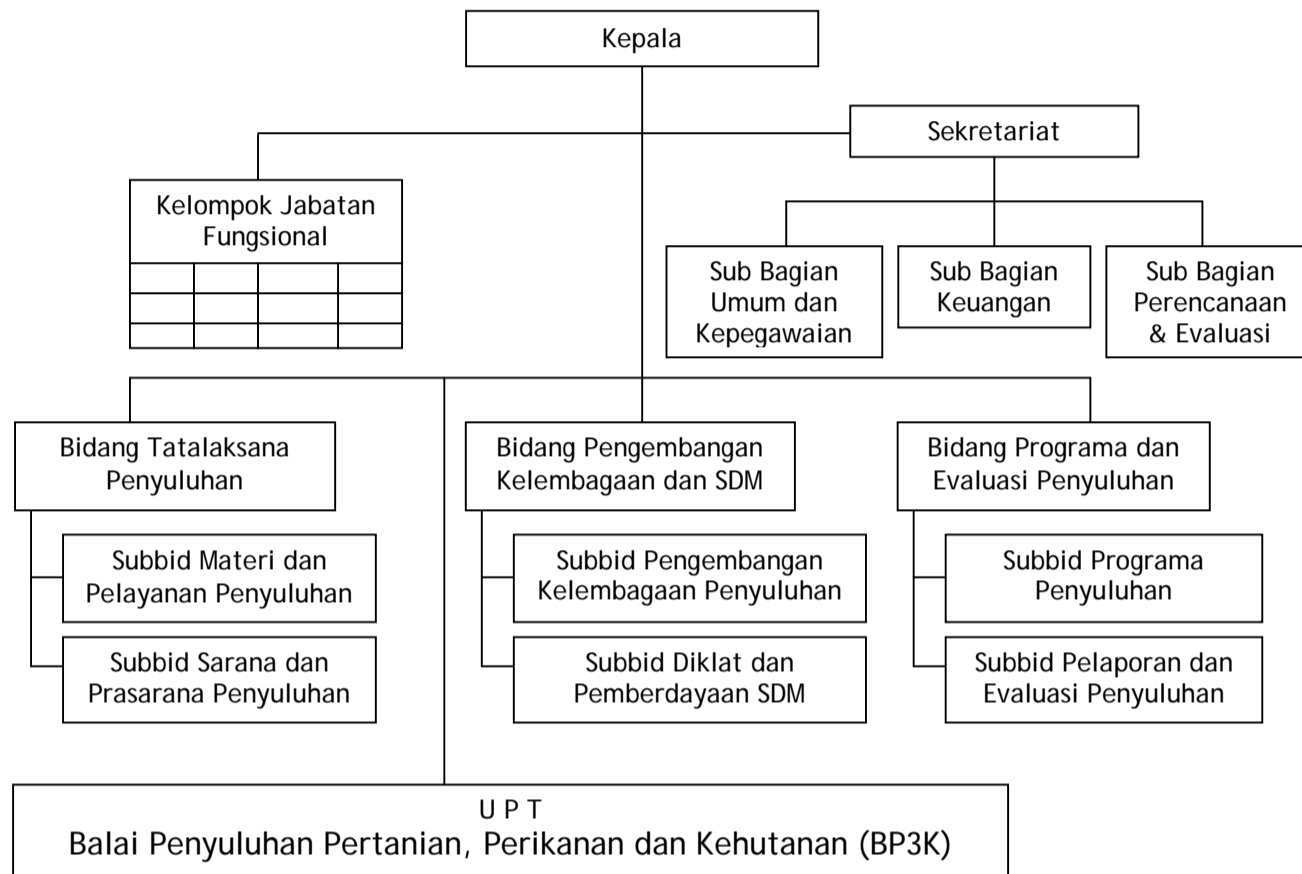 Kepala
Sekretariat
Kelompok Jabatan
Fungsional
Sub Bagian
Umum dan
Kepegawaian
Sub Bagian
Keuangan
Sub Bagian
Perencanaan
& Evaluasi
Bidang Tatalaksana
Penyuluhan
Subbid Materi dan
Pelayanan Penyuluhan
Subbid Sarana dan
Prasarana Penyuluhan
Bidang Pengembangan
Kelembagaan dan SDM
Subbid Pengembangan
Kelembagaan Penyuluhan
Subbid Diklat dan
Pemberdayaan SDM
Bidang Programa dan
Evaluasi Penyuluhan
Subbid Programa
Penyuluhan
Subbid Pelaporan dan
Evaluasi Penyuluhan
U P T
Balai Penyuluhan Pertanian, Perikanan dan Kehutanan (BP3K)